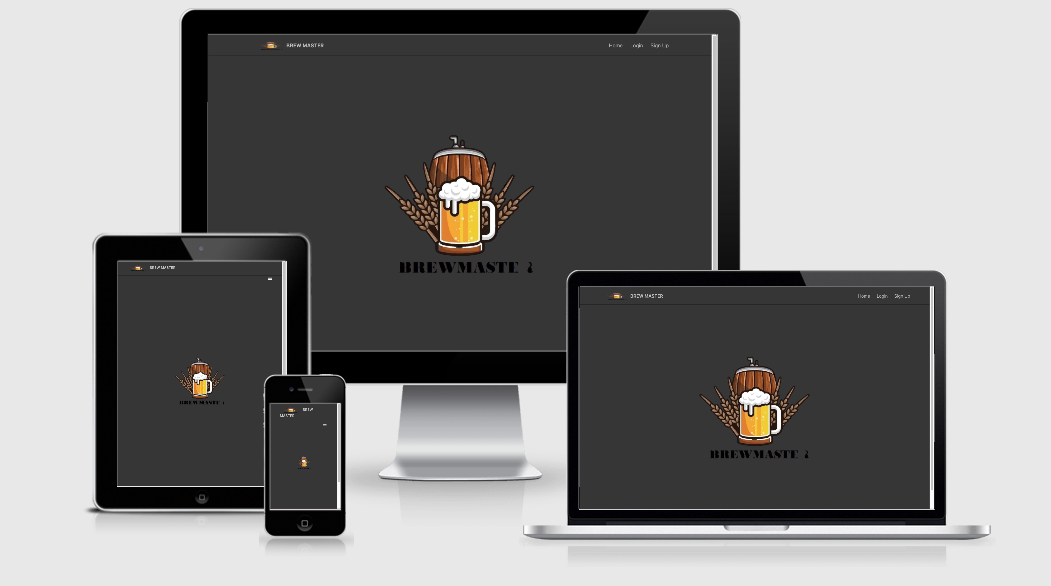 BREW MASTER
Home Login Sign Up
BREWMASTE
BREW MASTER
BREWMASTE
BREW
MASTER
BREW MASTER
Home Login Sign Up
BREWMASTE